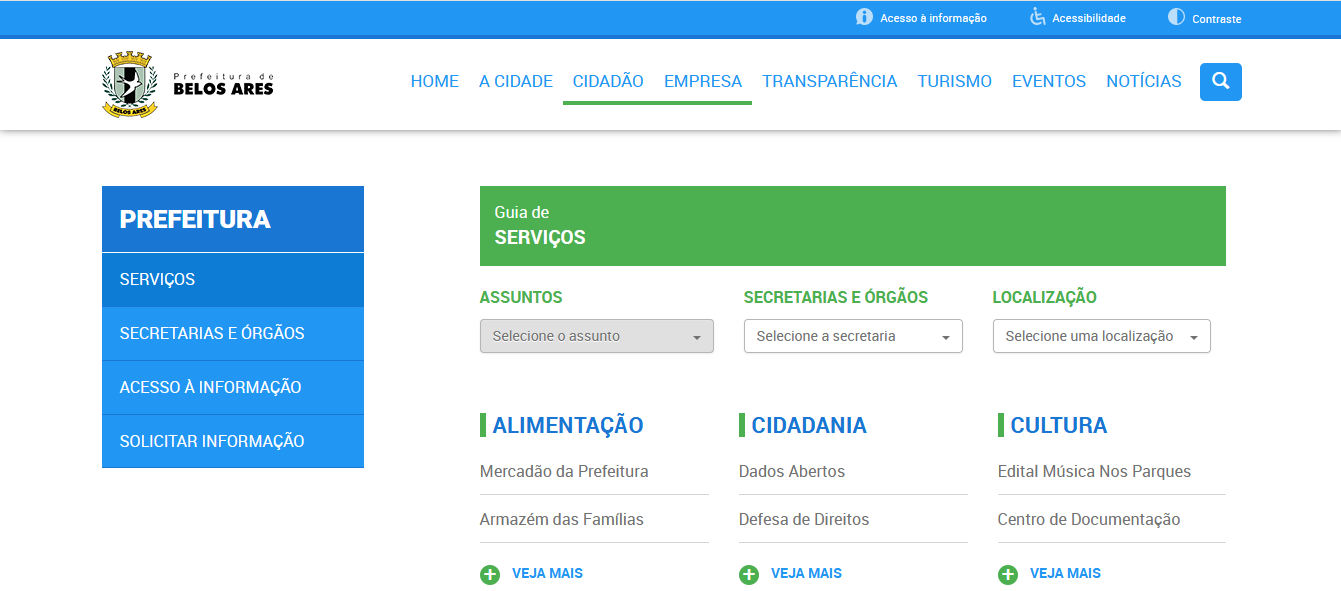 Acesso à informação
Acessibilidade
Contraste
Prefeitura de
BELOS ARES
BELOS ARES
HOME
A CIDADE
CIDADÃO
EMPRESA
TRANSPARÊNCIA
TURISMO
EVENTOS
NOTÍCIAS
PREFEITURA
SERVIÇOS
SECRETARIAS E ÓRGÃOS
ACESSO À INFORMAÇÃO
SOLICITAR INFORMAÇÃO
Guia de
SERVIÇOS
ASSUNTOS
Selecione o assunto
SECRETARIAS E ÓRGÃOS
Selecione a secretaria
LOCALIZAÇÃO
Selecione uma localização
ALIMENTAÇÃO
Mercadão da Prefeitura
Armazém das Famílias
VEJA MAIS
CIDADANIA
Dados Abertos
Defesa de Direitos
VEJA MAIS
CULTURA
Edital Música Nos Parques
Centro de Documentação
VEJA MAIS